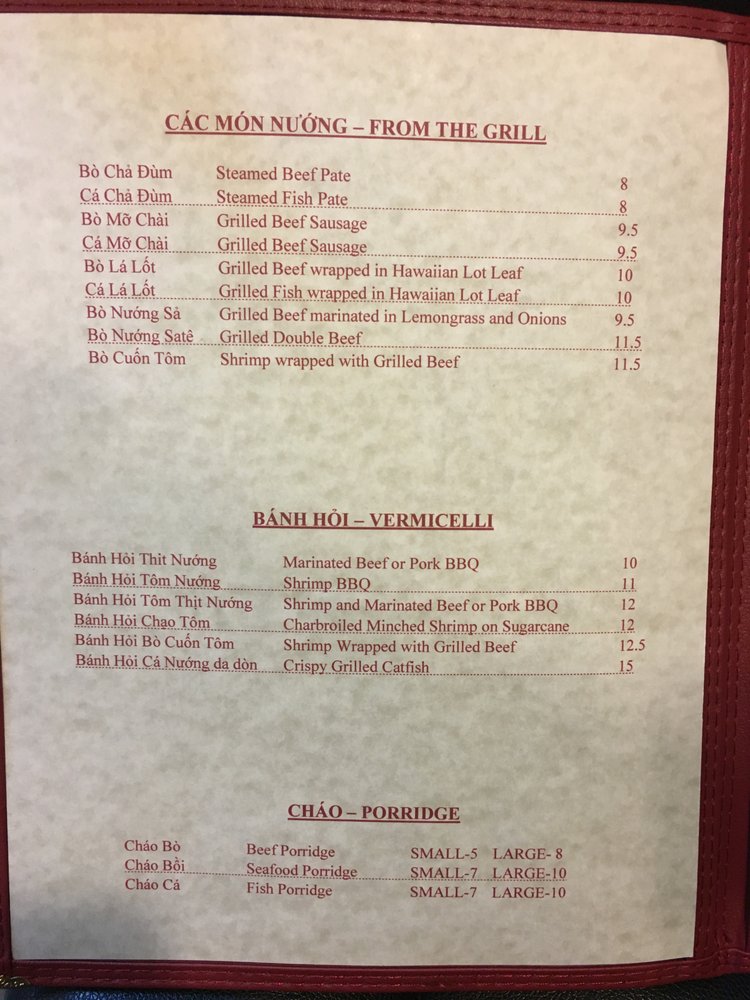 CÁC MÓN NƯỚNG – FROM THE GRILL
Bò Chả Đùm Steamed Beef Pate 8
Cá Chả Đùm Steamed Fish Pate 8
Bò Mỡ Chài Grilled Beef Sausage 9.5
Cá Mỡ Chài Grilled Beef Sausage 9.5
Bò Lá Lốt Grilled Beef wrapped in Hawaiian Lot Leaf 10
Cá Lá Lốt Grilled Fish wrapped in Hawaiian Lot Leaf 10
Bò Nướng Sả Grilled Beef marinated in Lemongrass and Onions 9.5
Bò Nướng Satê Grilled Double Beef 11.5
Bò Cuốn Tôm Shrimp wrapped with Grilled Beef 11.5
BÁNH HỎI – VERMICELLI
Bánh Hỏi Thit Nướng Marinated Beef or Pork BBQ 10
Bánh Hỏi Tôm Nướng Shrimp BBQ 11
Bánh Hỏi Tôm Thịt Nướng Shrimp and Marinated Beef or Pork BBQ 12
Bánh Hỏi Chạo Tôm Charbroiled Minched Shrimp on Sugarcane 12
Bánh Hỏi Bò Cuốn Tôm Shrimp Wrapped with Grilled Beef 12.5
Bánh Hỏi Cá Nướng da dòn Crispy Grilled Catfish 15
CHÁO – PORRIDGE
Cháo Bò Beef Porridge SMALL-5 LARGE- 8
Cháo Bồi Seafood Porridge SMALL-7 LARGE-10
Cháo Cá Fish Porridge SMALL-7 LARGE-10